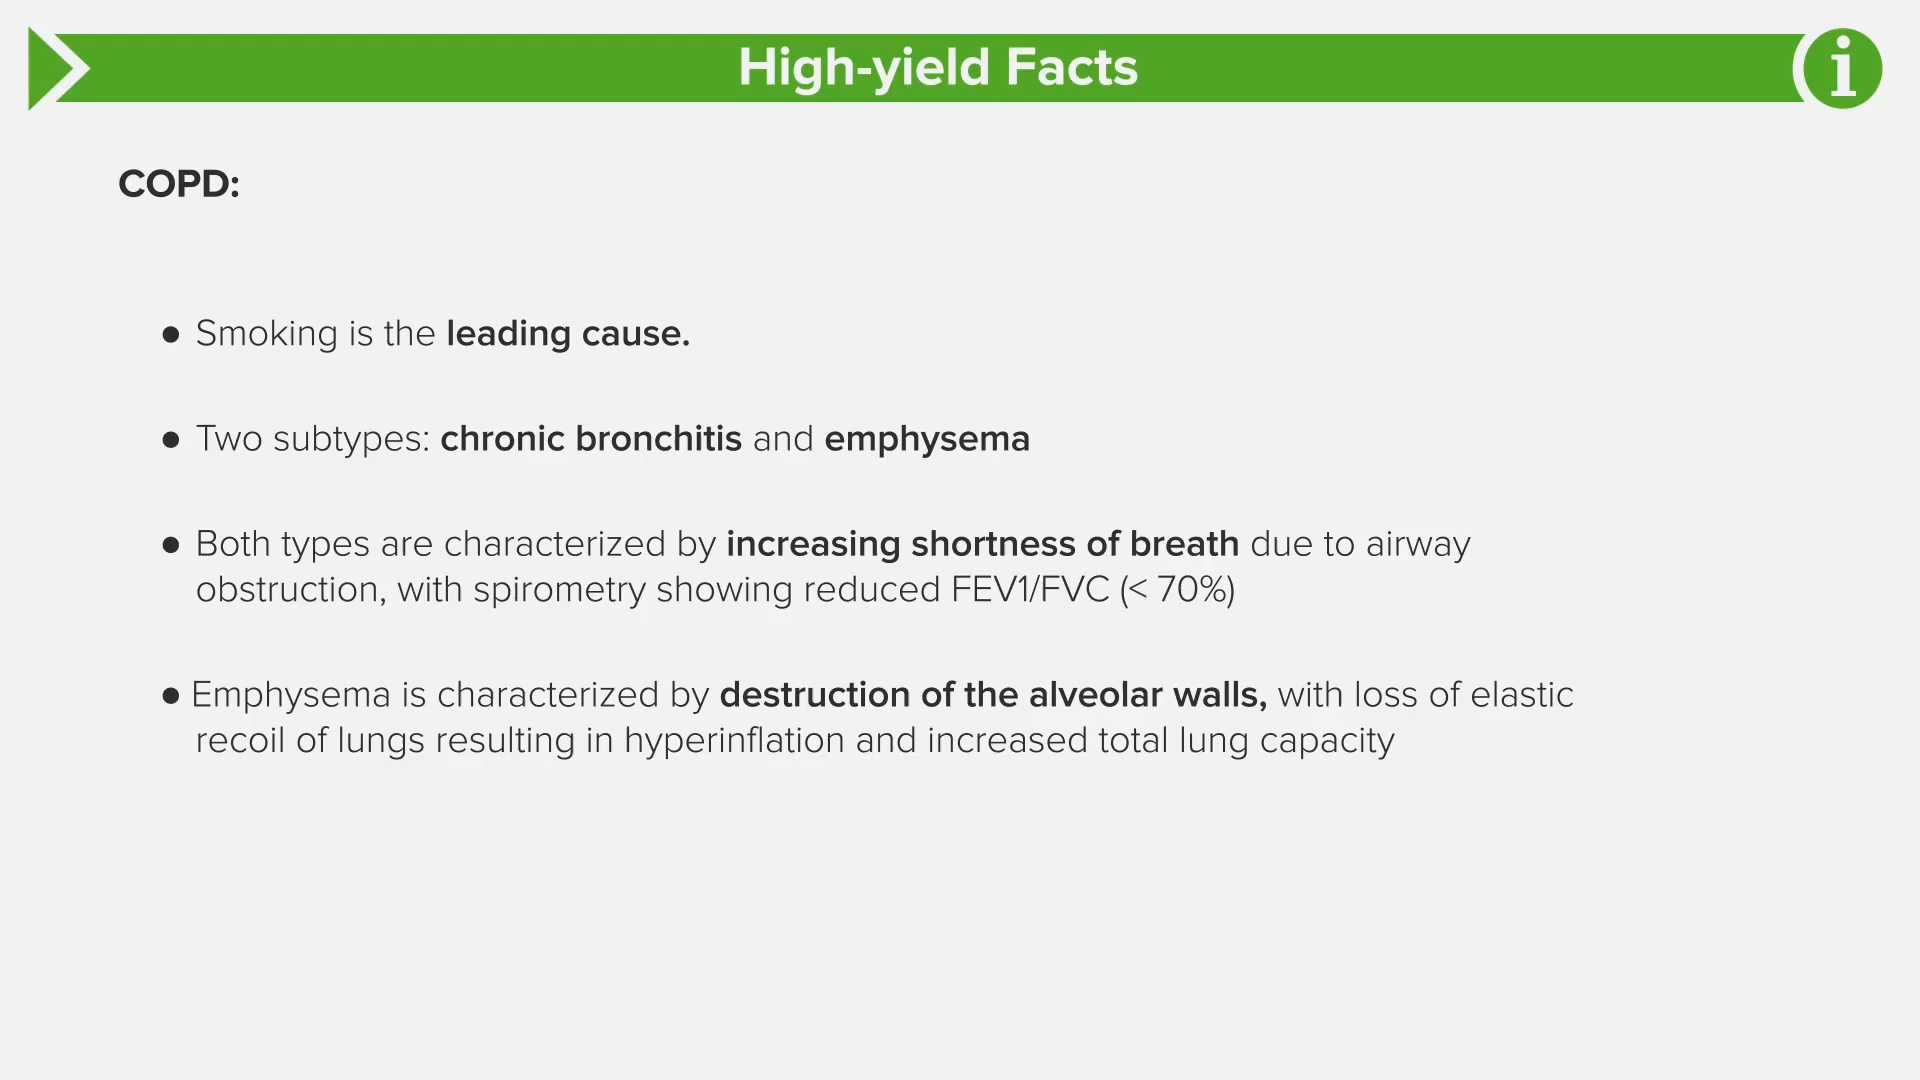 High-yield Facts
COPD:
● Smoking is the leading cause.
● Two subtypes: chronic bronchitis and emphysema
● Both types are characterized by increasing shortness of breath due to airway
obstruction, with spirometry showing reduced FEV1/FVC (< 70%)
● Emphysema is characterized by destruction of the alveolar walls, with loss of elastic
recoil of lungs resulting in hyperinflation and increased total lung capacity